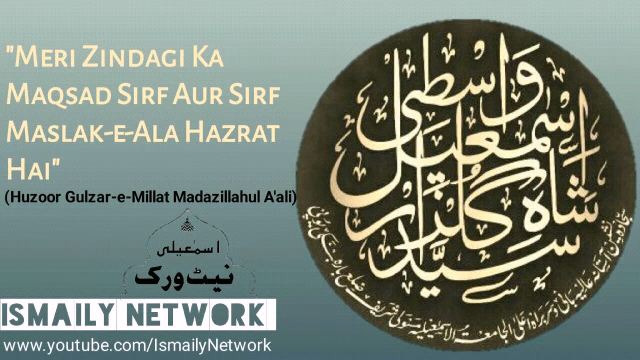 "Meri Zindagi Ka
Maqsad Sirf Aur Sirf
Maslak-e-Ala Hazrat
Hai"
(Huzoor Gulzar-e-Millat Madazillahul A'ali)
اسمٰعیلی
نیٹ ورک
ISMAILY NETWORK
www.youtube.com/IsmailyNetwork
سید شاہ گلزار اسمٰعیل واسطی